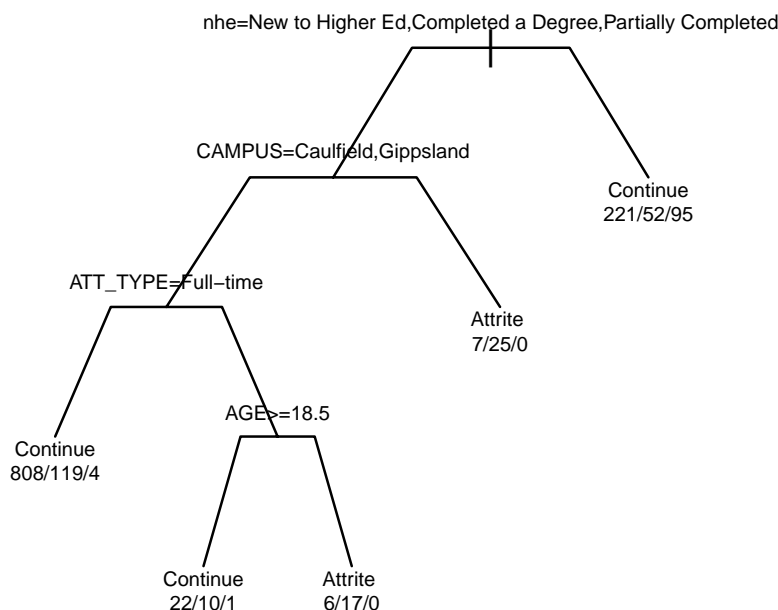 nhe=New to Higher Ed,Completed a Degree,Partially Completed
CAMPUS=Caulfield,Gippsland
Continue
221/52/95
ATT_TYPE=Full−time
Attrite
7/25/0
AGE>=18.5
Continue
808/119/4
Continue
22/10/1
Attrite
6/17/0